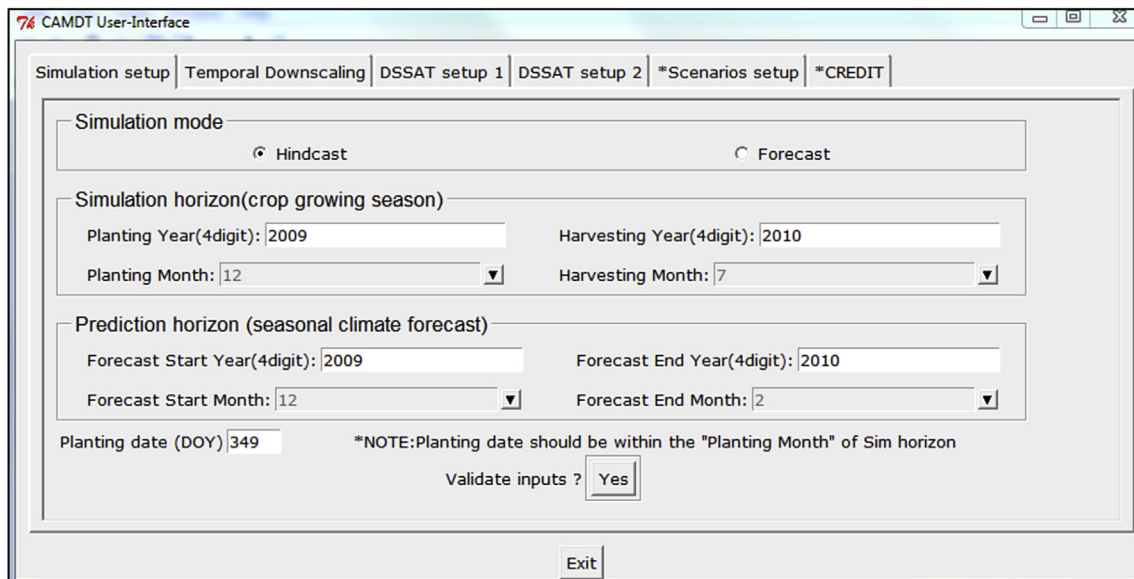 CAMDT User-Interface
Simulation setup Temporal Downscaling DSSAT setup 1 DSSAT setup 2 *Scenarios setup *CREDIT
Simulation mode
Hindcast Forecast
Simulation horizon(crop growing season)
Planting Year(4digit): 2009 Harvesting Year(4digit): 2010
Planting Month: 12 Harvesting Month: 7
Prediction horizon (seasonal climate forecast)
Forecast Start Year(4digit): 2009 Forecast End Year(4digit): 2010
Forecast Start Month: 12 Forecast End Month: 2
Planting date (DOY) 349 *NOTE:Planting date should be within the "Planting Month" of Sim horizon
Validate inputs ? Yes
Exit